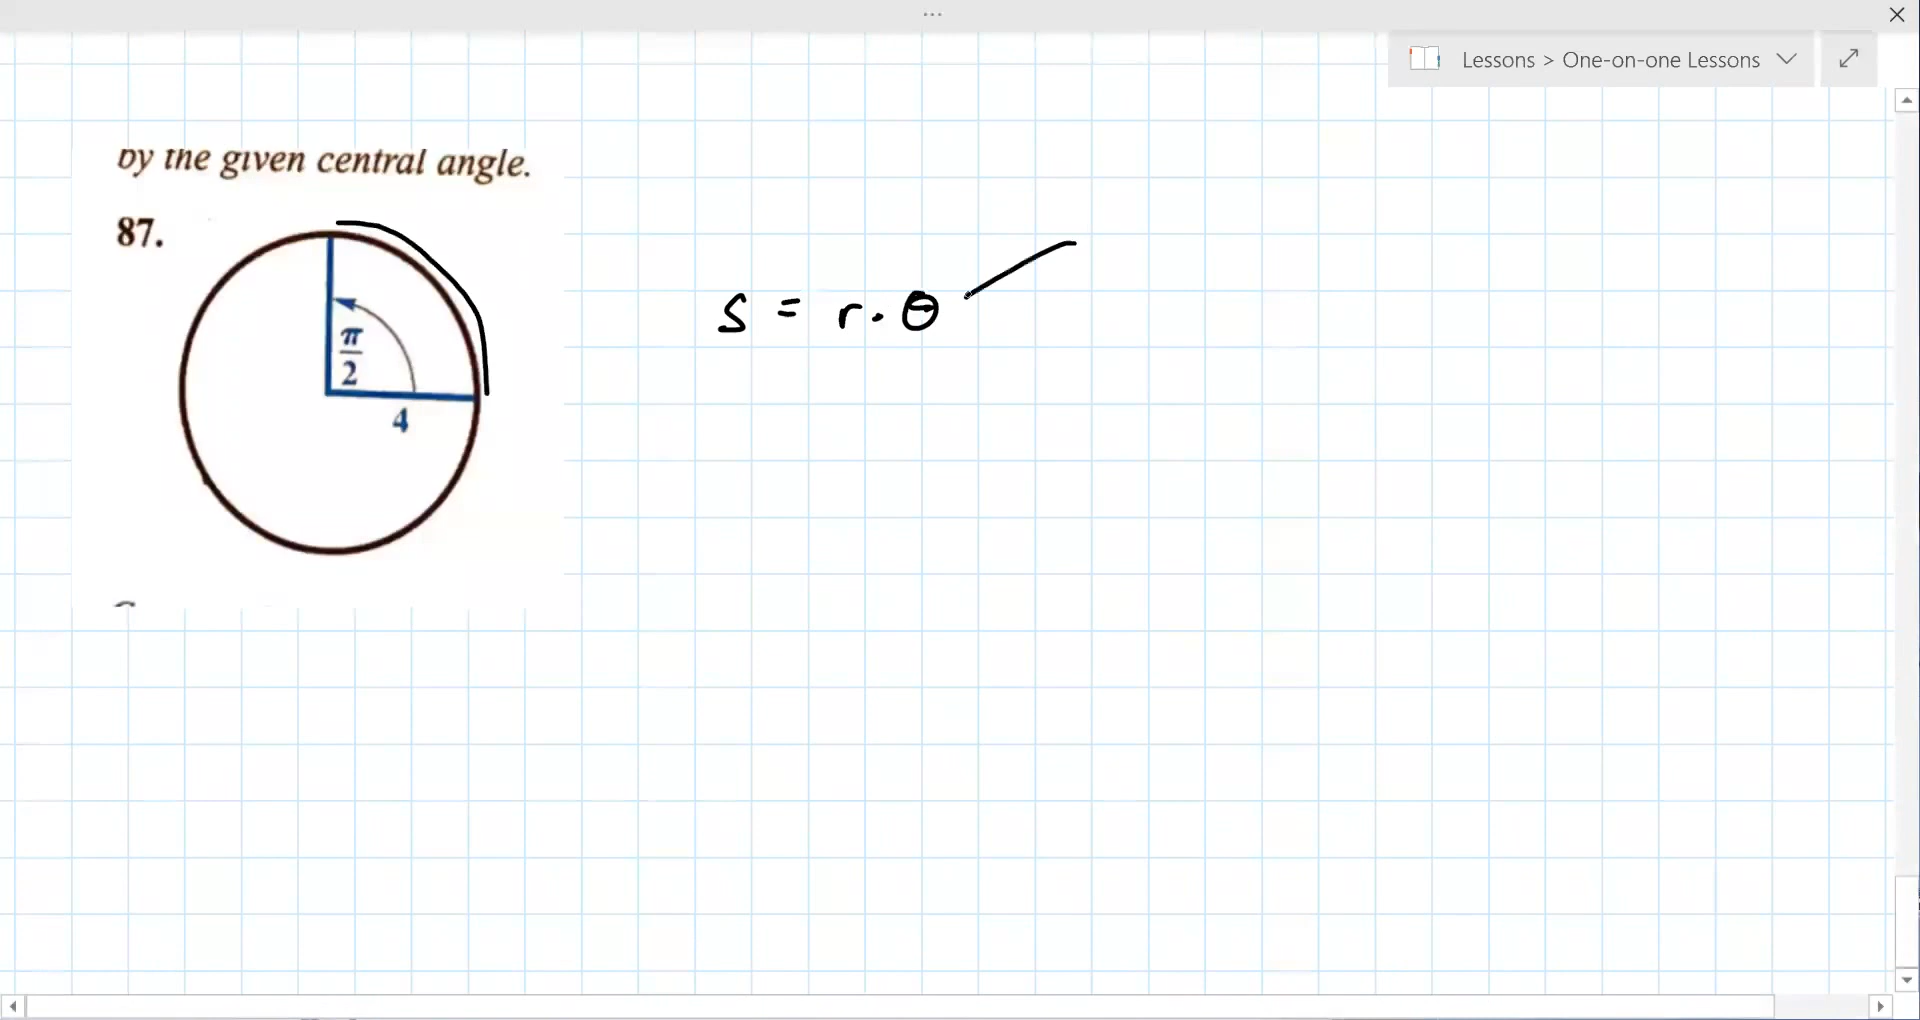 ...
Lessons > One-on-one Lessons
by the given central angle.
87.
π
2
4
s = r · θ